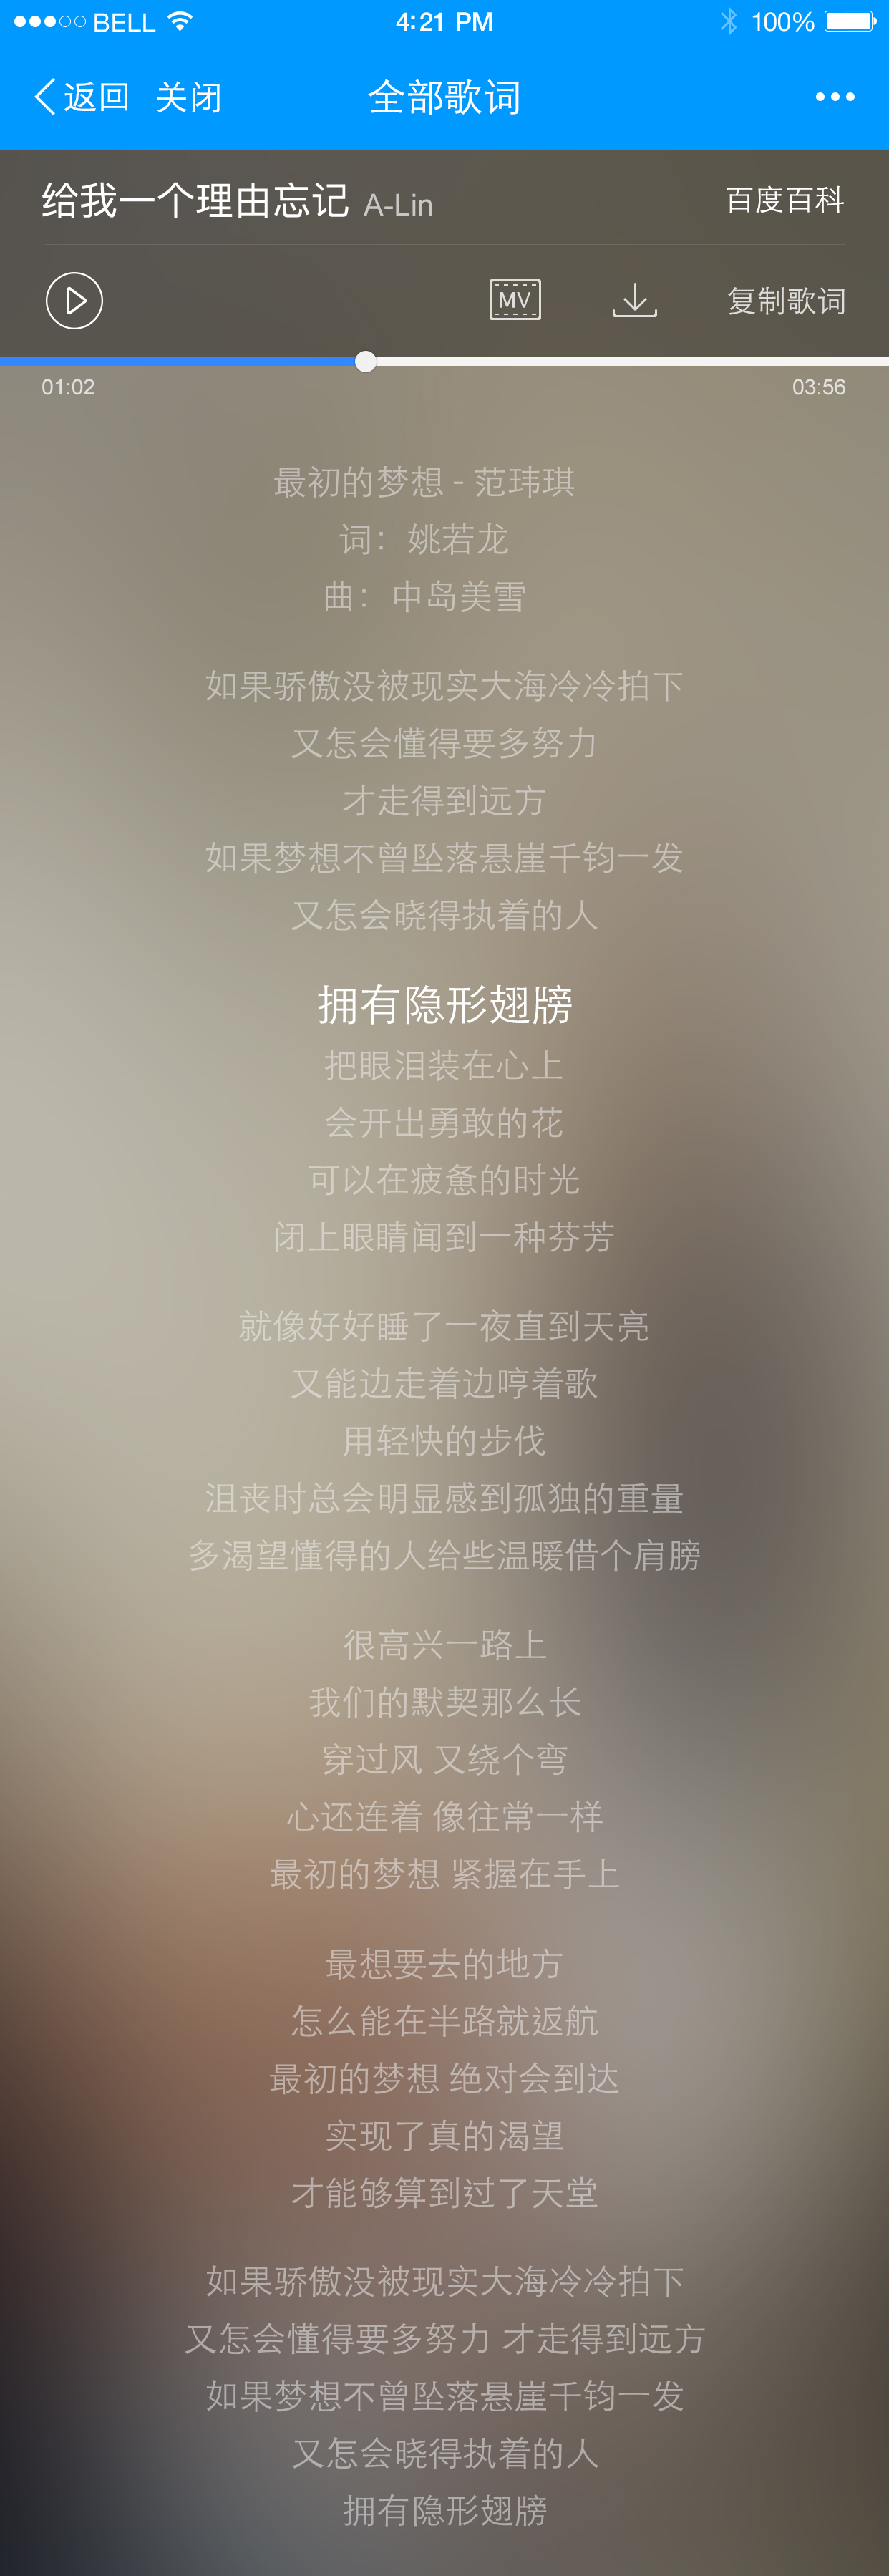 BELL 4:21 PM 100%
返回 关闭 全部歌词
给我一个理由忘记 A-Lin 百度百科
MV 复制歌词
01:02 03:56
最初的梦想 - 范玮琪
词：姚若龙
曲：中岛美雪
如果骄傲没被现实大海冷冷拍下
又怎会懂得要多努力
才走得到远方
如果梦想不曾坠落悬崖千钧一发
又怎会晓得执着的人
拥有隐形翅膀
把眼泪装在心上
会开出勇敢的花
可以在疲惫的时光
闭上眼睛闻到一种芬芳
就像好好睡了一夜直到天亮
又能边走着边哼着歌
用轻快的步伐
沮丧时总会明显感到孤独的重量
多渴望懂得的人给些温暖借个肩膀
很高兴一路上
我们的默契那么长
穿过风 又绕个弯
心还连着 像往常一样
最初的梦想 紧握在手上
最想要去的地方
怎么能在半路就返航
最初的梦想 绝对会到达
实现了真的渴望
才能够算到过了天堂
如果骄傲没被现实大海冷冷拍下
又怎会懂得要多努力 才走得到远方
如果梦想不曾坠落悬崖千钧一发
又怎会晓得执着的人
拥有隐形翅膀